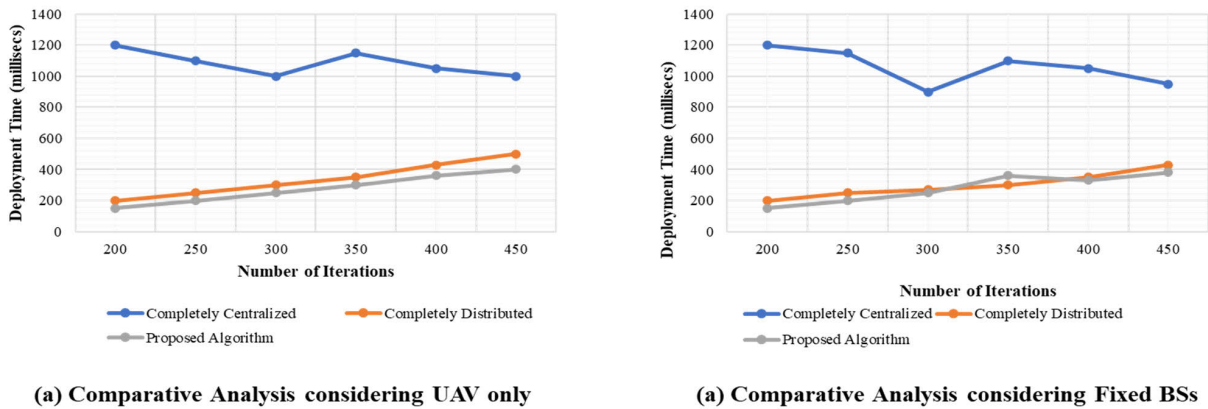 Deployment Time (millisecs)
1400
1200
1000
800
600
400
200
0
200 250 300 350 400 450
Number of Iterations
Completely Centralized
Completely Distributed
Proposed Algorithm
(a) Comparative Analysis considering UAV only
Deployment Time (millisecs)
1400
1200
1000
800
600
400
200
0
200 250 300 350 400 450
Number of Iterations
Completely Centralized
Completely Distributed
Proposed Algorithm
(a) Comparative Analysis considering Fixed BSs